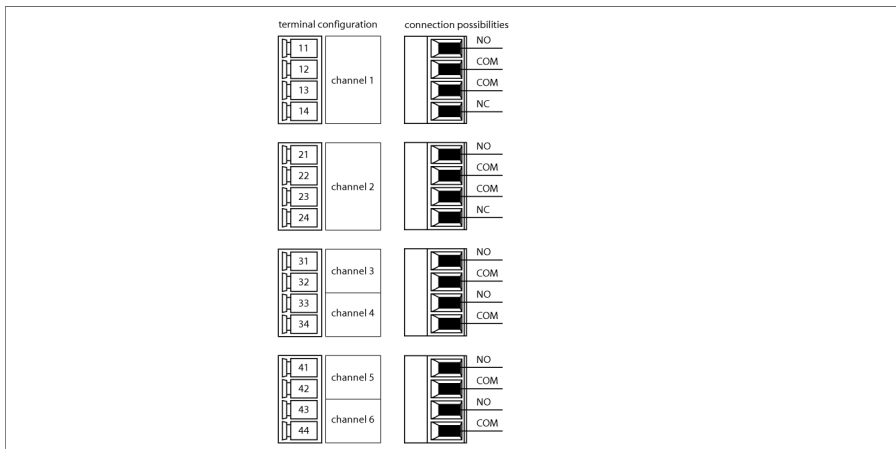 terminal configuration connection possibilities
11 NO
12 COM
channel 1
13 COM
14 NC
21 NO
22 COM
channel 2
23 COM
24 NC
31 NO
channel 3
32 COM
33 NO
channel 4
34 COM
41 NO
channel 5
42 COM
43 NO
channel 6
44 COM